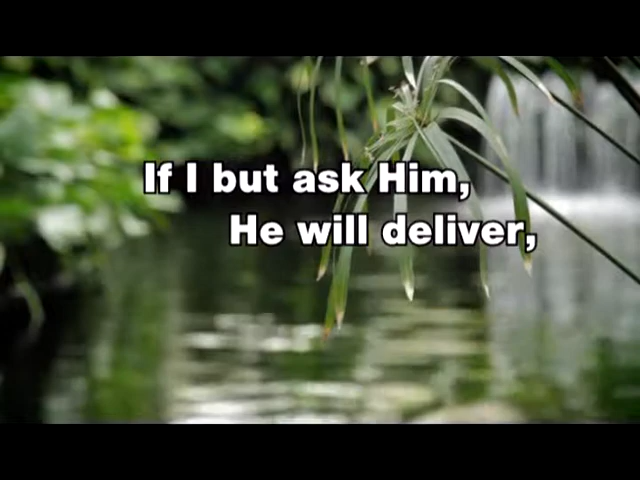 If I but ask Him,
He will deliver,